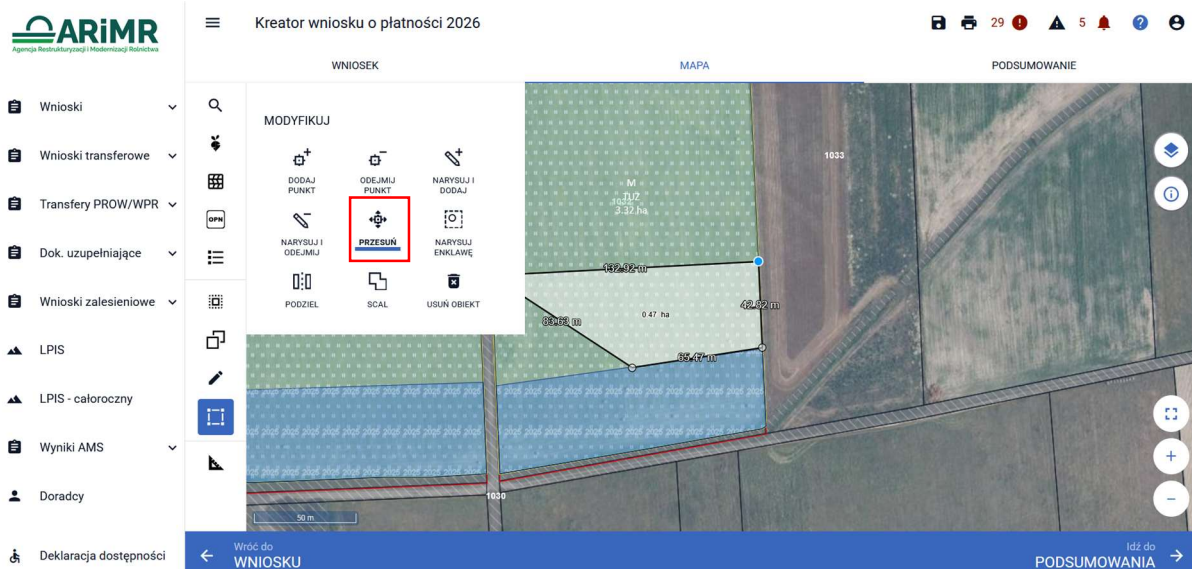 ARiMR
Agencja Restrukturyzacji i Modernizacji Rolnictwa
Kreator wniosku o płatności 2026
29
5
WNIOSEK
MAPA
PODSUMOWANIE
Wnioski
Wnioski transferowe
Transfery PROW/WPR
Dok. uzupełniające
Wnioski zalesieniowe
LPIS
LPIS - całoroczny
Wyniki AMS
Doradcy
Deklaracja dostępności
OPN
MODYFIKUJ
DODAJ
PUNKT
ODEJMIJ
PUNKT
NARYSUJ I
DODAJ
NARYSUJ I
ODEJMIJ
PRZESUŃ
NARYSUJ
ENKLAWĘ
PODZIEL
SCAL
USUŃ OBIEKT
1033
M
TUZ
3.32 ha
132.92 m
42.82 m
0.47 ha
83.63 m
65.47 m
1030
50 m
Wróć do
WNIOSKU
Idź do
PODSUMOWANIA